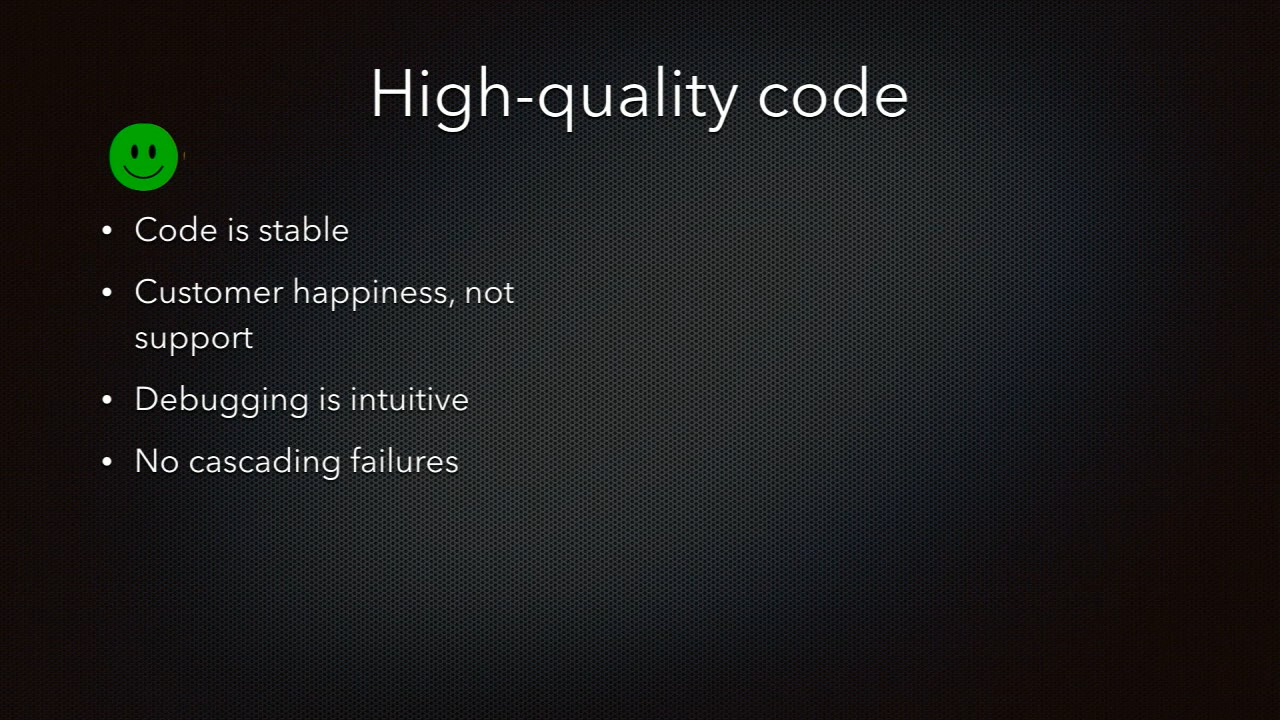 High-quality code
• Code is stable
• Customer happiness, not
support
• Debugging is intuitive
• No cascading failures